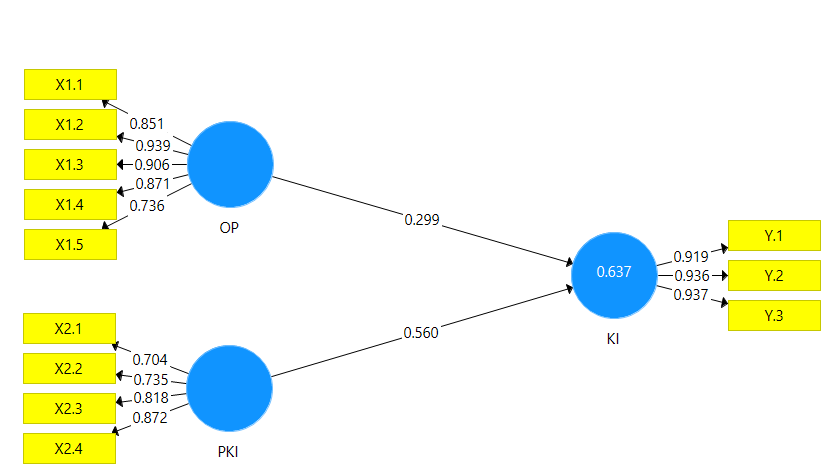 X1.1
X1.2
X1.3
X1.4
X1.5
0.851
0.939
0.906
0.871
0.736
OP
0.299
X2.1
X2.2
X2.3
X2.4
0.704
0.735
0.818
0.872
PKI
0.560
0.637
KI
0.919
0.936
0.937
Y.1
Y.2
Y.3